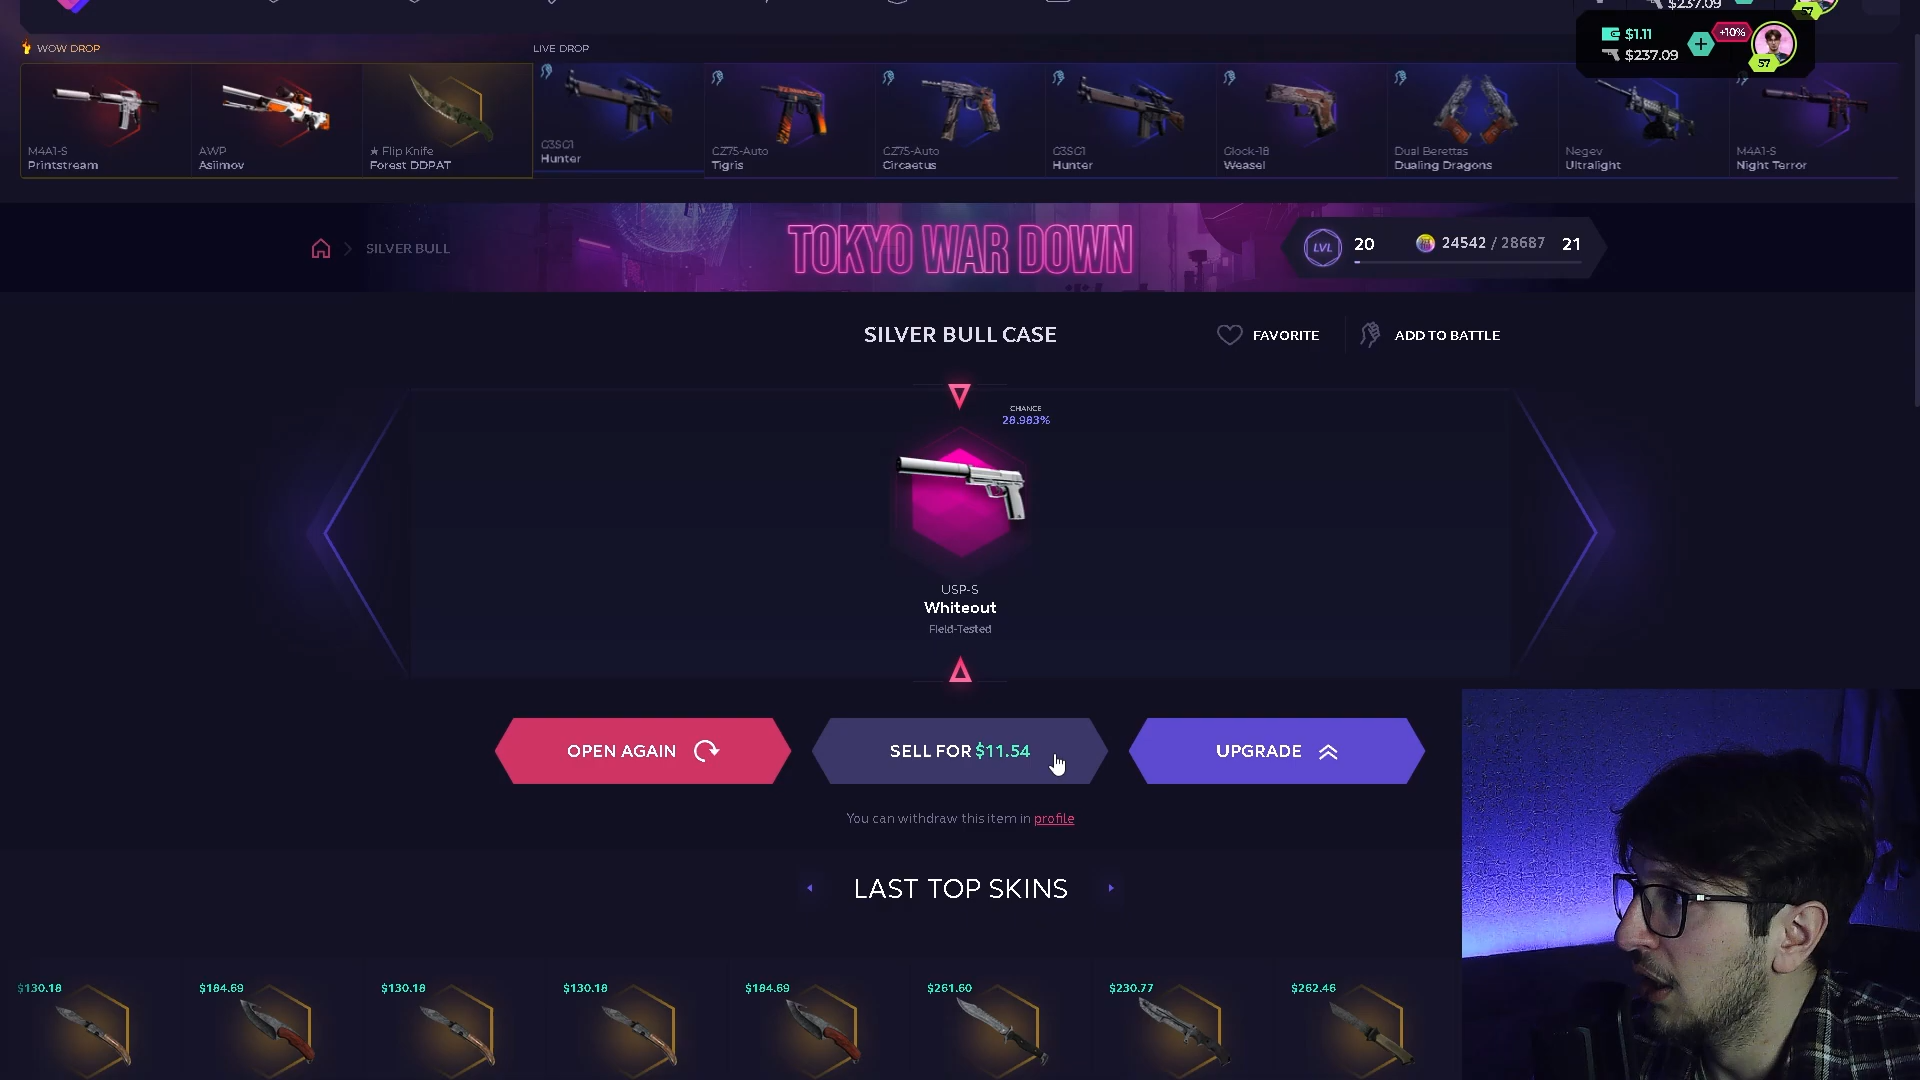 $237.09
57
WOW DROP
LIVE DROP
$1.11
+10%
$237.09
57
M4A1-S
Printstream
AWP
Asiimov
★ Flip Knife
Forest DDPAT
G3SG1
Hunter
CZ75-Auto
Tigris
CZ75-Auto
Circaetus
G3SG1
Hunter
Glock-18
Weasel
Dual Berettas
Dualing Dragons
Negev
Ultralight
M4A1-S
Night Terror
SILVER BULL
TOKYO WAR DOWN
LVL 20 24542 / 28687 21
SILVER BULL CASE
FAVORITE
ADD TO BATTLE
CHANCE
28.983%
USP-S
Whiteout
Field-Tested
OPEN AGAIN
SELL FOR $11.54
UPGRADE
You can withdraw this item in profile
LAST TOP SKINS
$130.18 $184.69 $130.18 $130.18 $184.69 $261.60 $230.77 $262.46